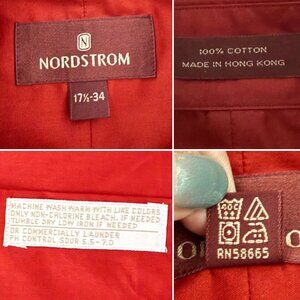 N
NORDSTROM
17½-34
100% COTTON
MADE IN HONG KONG
MACHINE WASH WARM WITH LIKE COLORS
ONLY NON-CHLORINE BLEACH, IF NEEDED
TUMBLE DRY LOW IRON IF NEEDED
OR COMMERCIALLY LAUNDER
PH CONTROL SOUR 5.5-7.0
RN58665